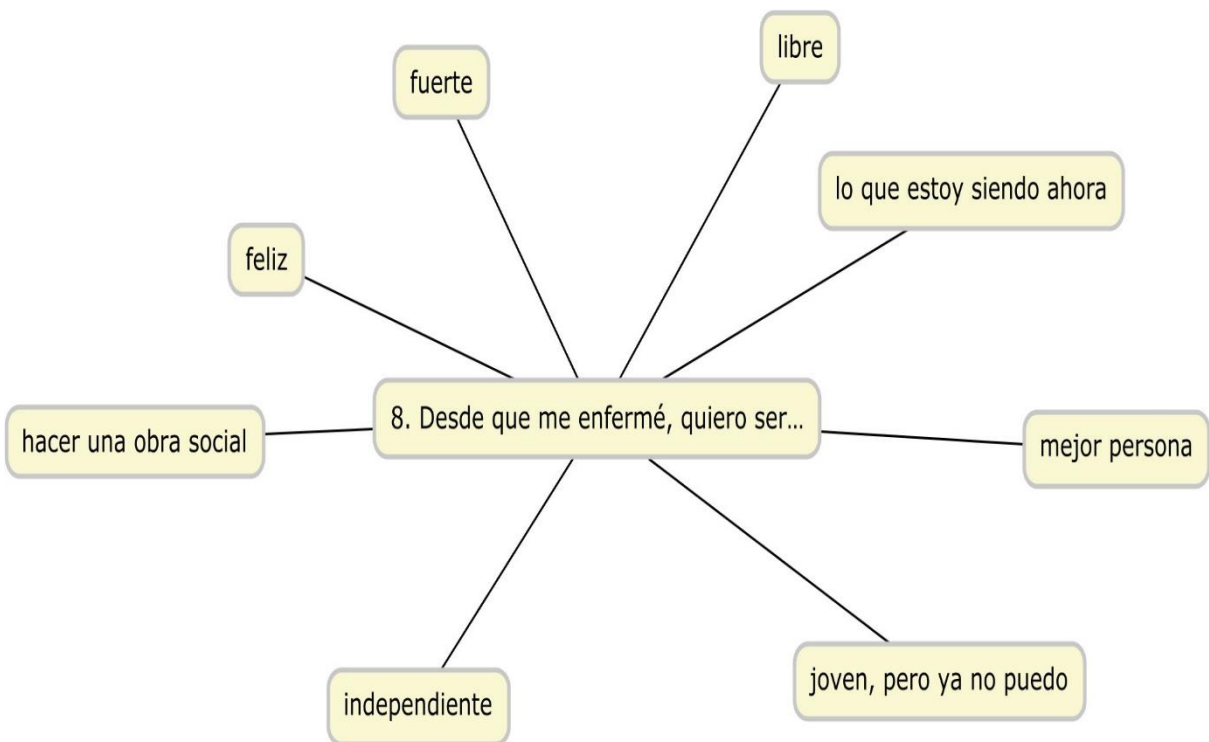 libre
fuerte
lo que estoy siendo ahora
feliz
8. Desde que me enfermé, quiero ser...
hacer una obra social
mejor persona
joven, pero ya no puedo
independiente